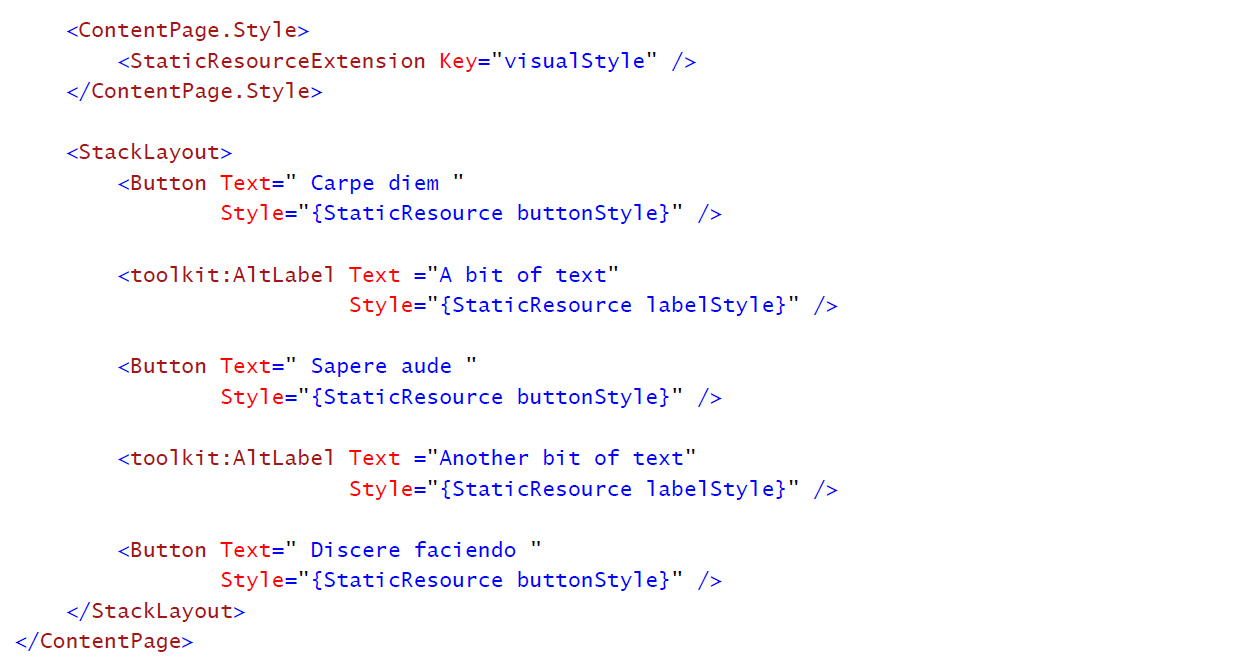 <ContentPage.Style>
<StaticResourceExtension Key="visualStyle" />
</ContentPage.Style>
<StackLayout>
<Button Text=" Carpe diem "
Style="{StaticResource buttonStyle}" />
<toolkit:AltLabel Text ="A bit of text"
Style="{StaticResource labelStyle}" />
<Button Text=" Sapere aude "
Style="{StaticResource buttonStyle}" />
<toolkit:AltLabel Text ="Another bit of text"
Style="{StaticResource labelStyle}" />
<Button Text=" Discere faciendo "
Style="{StaticResource buttonStyle}" />
</StackLayout>
</ContentPage>